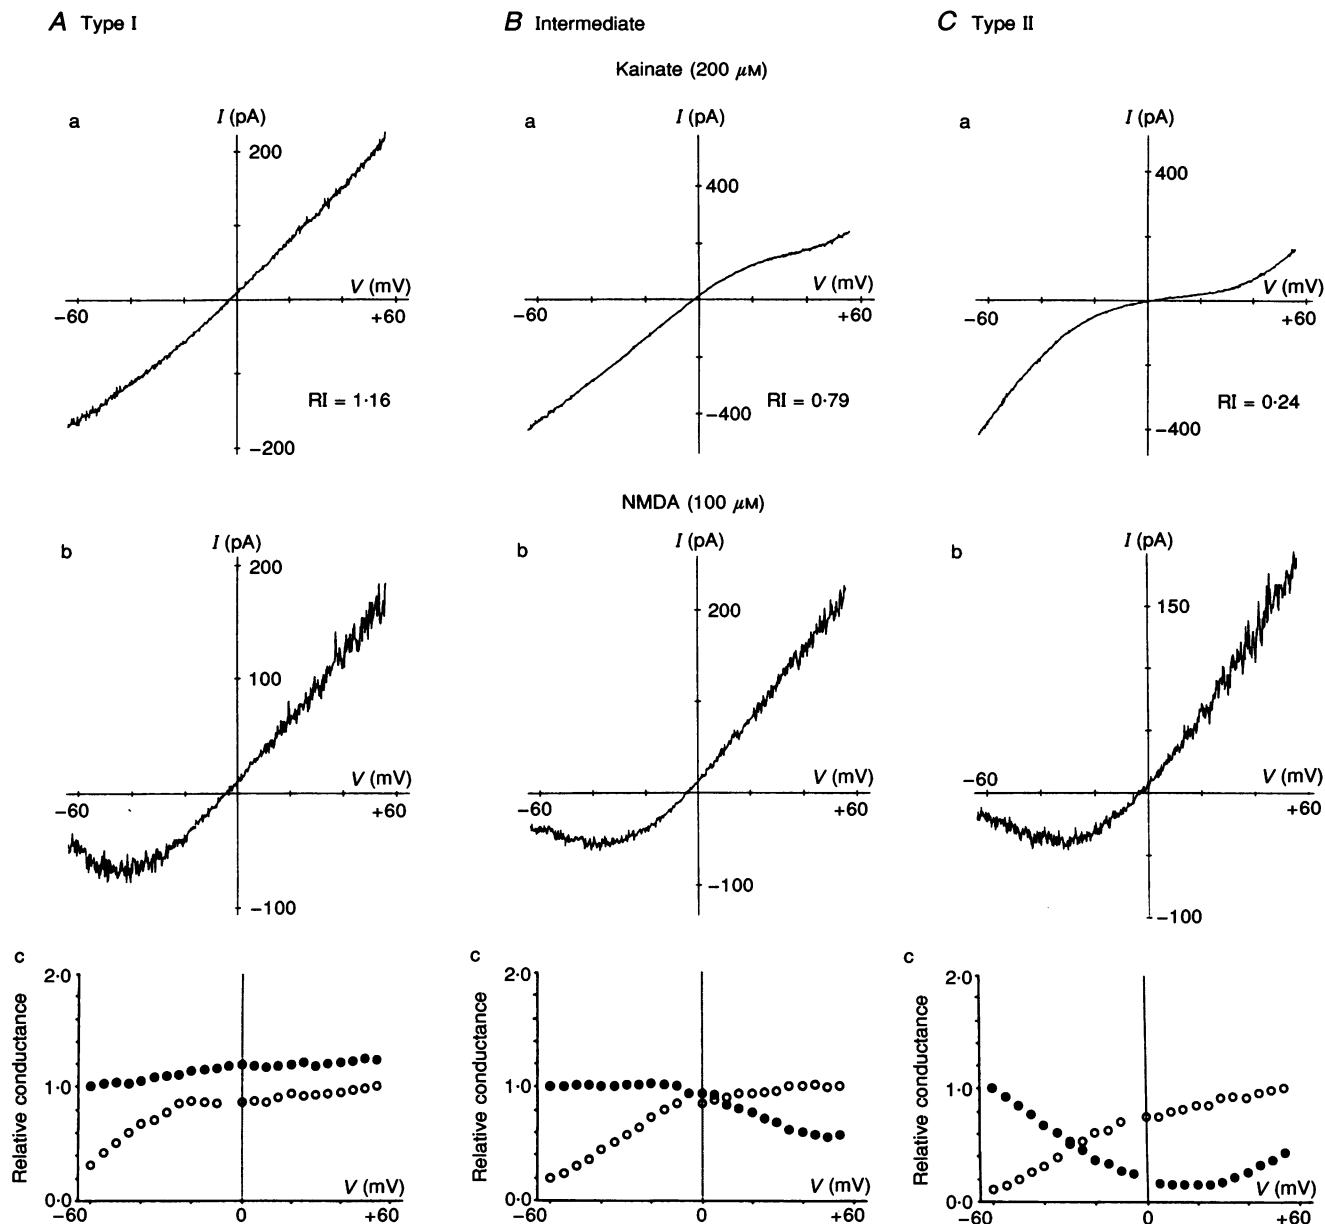 A Type I
B Intermediate
C Type II
Kainate (200 μM)
a
I (pA)
200
V (mV)
−60
+60
RI = 1·16
−200
a
I (pA)
400
V (mV)
−60
+60
−400
RI = 0·79
a
I (pA)
400
V (mV)
−60
+60
RI = 0·24
−400
NMDA (100 μM)
b
I (pA)
200
100
V (mV)
−60
+60
−100
b
I (pA)
200
V (mV)
−60
+60
−100
b
I (pA)
150
−60
V (mV)
+60
−100
c
2·0
Relative conductance
1·0
0·0
V (mV)
−60
0
+60
c
2·0
Relative conductance
1·0
0·0
V (mV)
−60
0
+60
c
2·0
Relative conductance
1·0
0·0
V (mV)
−60
0
+60